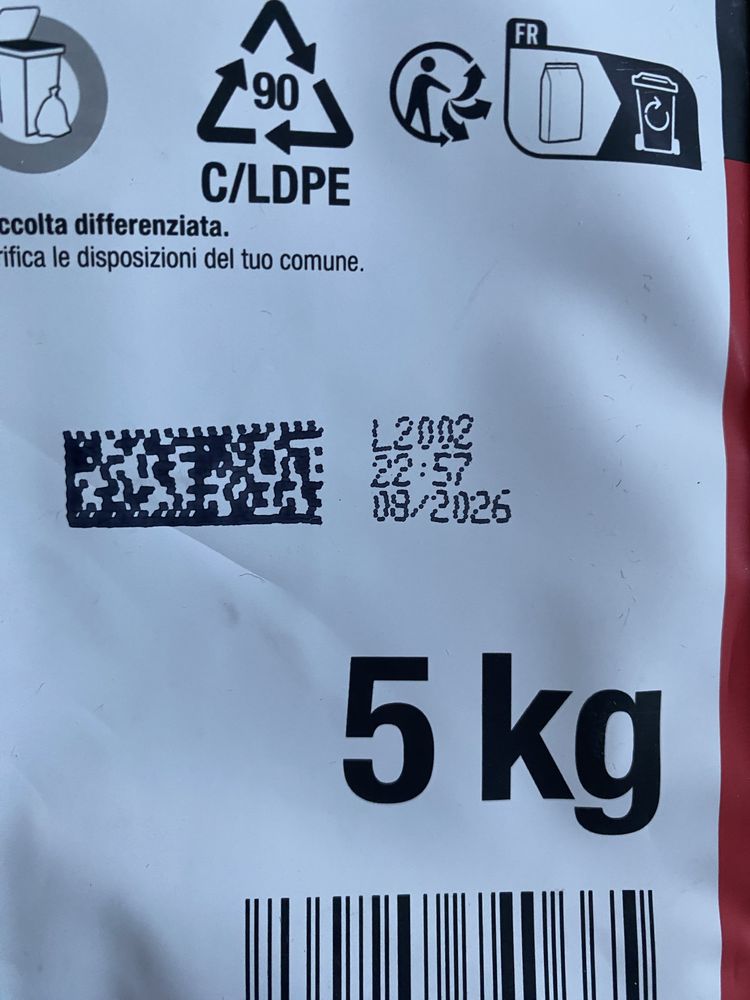 FR
90
C/LDPE
ccolta differenziata.
rifica le disposizioni del tuo comune.
L2002
22:57
08/2026
5 kg